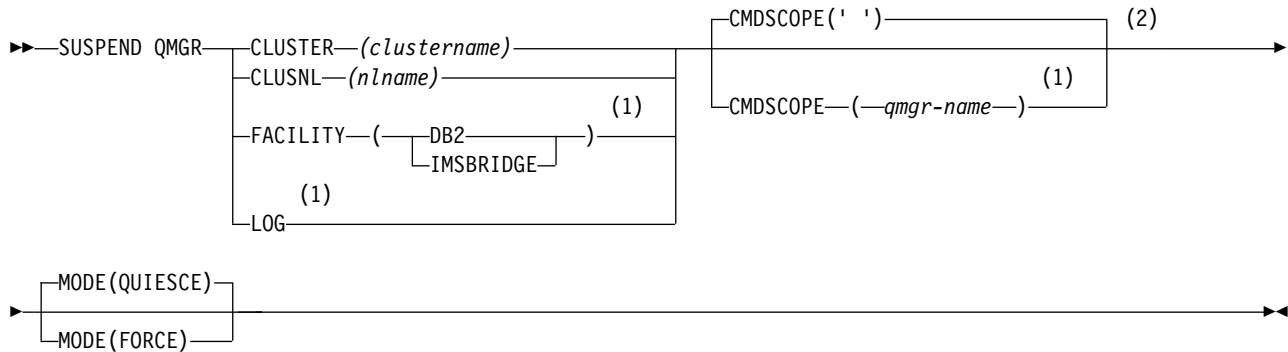 CMDSCOPE(' ') (2)
SUSPEND QMGR CLUSTER (clustername)
CLUSNL (nlname) (1)
(1) CMDSCOPE ( qmgr-name )
FACILITY ( DB2 )
IMSBRIDGE
(1)
LOG
MODE(QUIESCE)
MODE(FORCE)